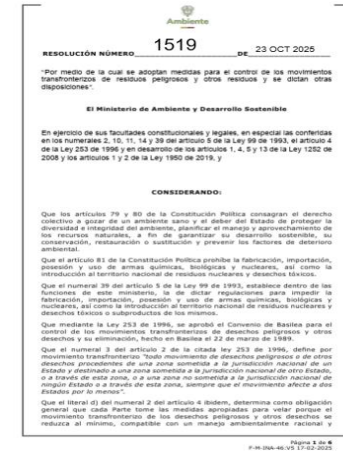 Ambiente
RESOLUCIÓN NÚMERO 1519 DE 23 OCT 2025
"Por medio de la cual se adoptan medidas para el control de los movimientos
transfronterizos de residuos peligrosos y otros residuos y se dictan otras
disposiciones".
El Ministerio de Ambiente y Desarrollo Sostenible
En ejercicio de sus facultades constitucionales y legales, en especial las conferidas
en los numerales 2, 10, 11, 14 y 39 del artículo 5 de la Ley 99 de 1993, el artículo 4
de la Ley 253 de 1996 y en desarrollo de los artículos 1, 4, 5 y 13 de la Ley 1252 de
2008 y los artículos 1 y 2 de la Ley 1950 de 2019, y
CONSIDERANDO:
Que los artículos 79 y 80 de la Constitución Política consagran el derecho
colectivo a gozar de un ambiente sano y el deber del Estado de proteger la
diversidad e integridad del ambiente, planificar el manejo y aprovechamiento de
los recursos naturales, a fin de garantizar su desarrollo sostenible, su
conservación, restauración o sustitución y prevenir los factores de deterioro
ambiental.
Que el artículo 81 de la Constitución Política prohíbe la fabricación, importación,
posesión y uso de armas químicas, biológicas y nucleares, así como la
introducción al territorio nacional de residuos nucleares y desechos tóxicos.
Que el numeral 39 del artículo 5 de la Ley 99 de 1993, establece dentro de las
funciones de este ministerio, la de dictar regulaciones para impedir la
fabricación, importación, posesión y uso de armas químicas, biológicas y
nucleares, así como la introducción al territorio nacional de residuos nucleares y
desechos tóxicos o subproductos de los mismos.
Que mediante la Ley 253 de 1996, se aprobó el Convenio de Basilea para el
control de los movimientos transfronterizos de desechos peligrosos y otros
desechos y su eliminación, hecho en Basilea el 22 de marzo de 1989.
Que el numeral 3 del artículo 2 de la citada ley 253 de 1996, define por
movimiento transfronterizo "todo movimiento de desechos peligrosos o de otros
desechos procedentes de una zona sometida a la jurisdicción nacional de un
Estado y destinado a una zona sometida a la jurisdicción nacional de otro Estado,
o a través de esta zona, o a una zona no sometida a la jurisdicción nacional de
ningún Estado o a través de esta zona, siempre que el movimiento afecte a dos
Estados por lo menos".
Que el literal d) del numeral 2 del artículo 4 ibidem, determina como obligación
general que cada Parte tome las medidas apropiadas para velar porque el
movimiento transfronterizo de los desechos peligrosos y otros desechos se
reduzca al mínimo, compatible con un manejo ambientalmente racional y
Página 1 de 6
F-M-INA-46:V5 17-02-2025